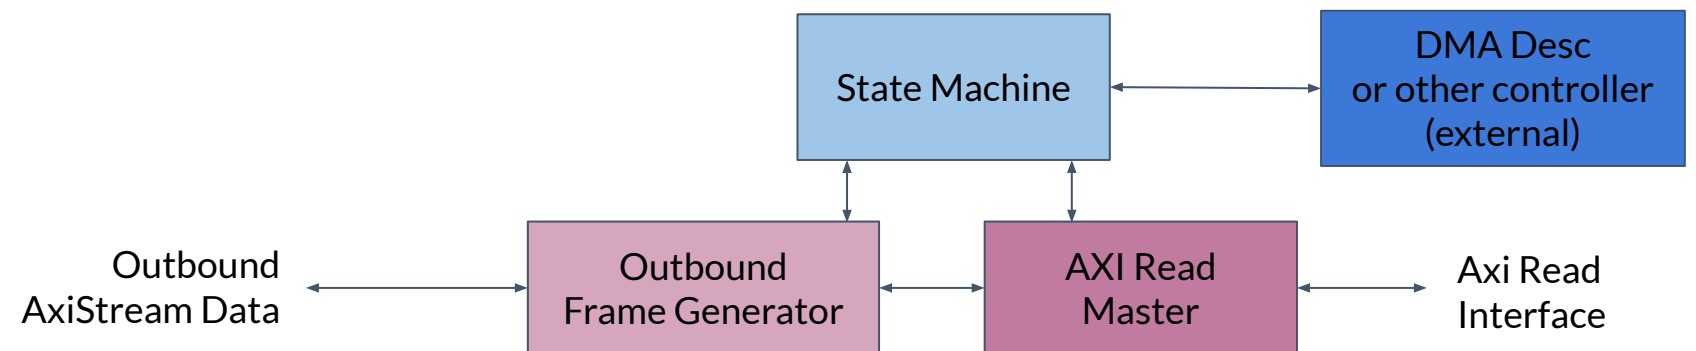 State Machine
DMA Desc
or other controller
(external)
Outbound
AxiStream Data
Outbound
Frame Generator
AXI Read
Master
Axi Read
Interface